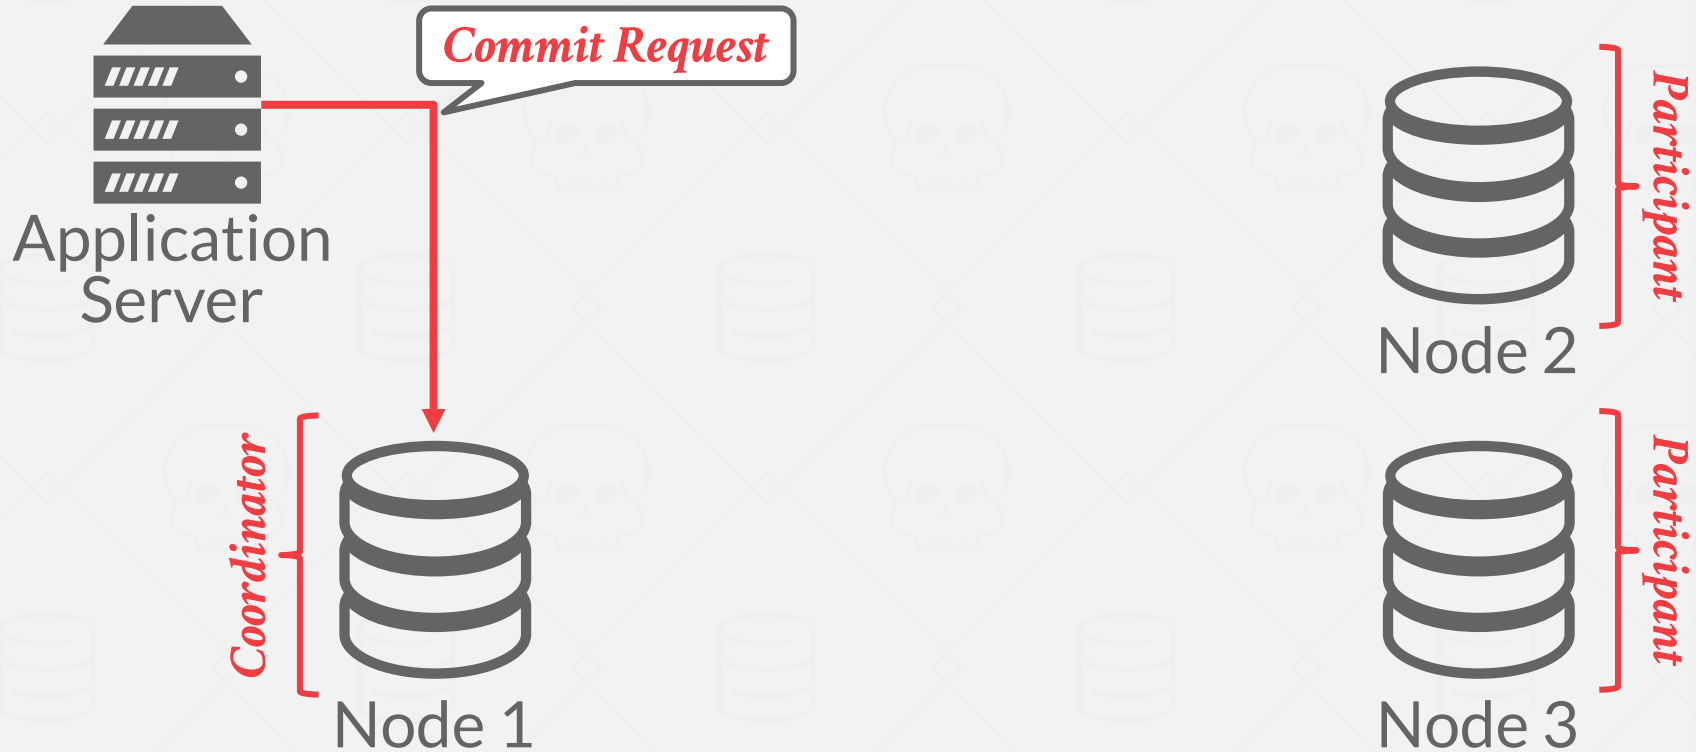 Commit Request
Application
Server
Participant
Node 2
Coordinator
Node 1
Participant
Node 3